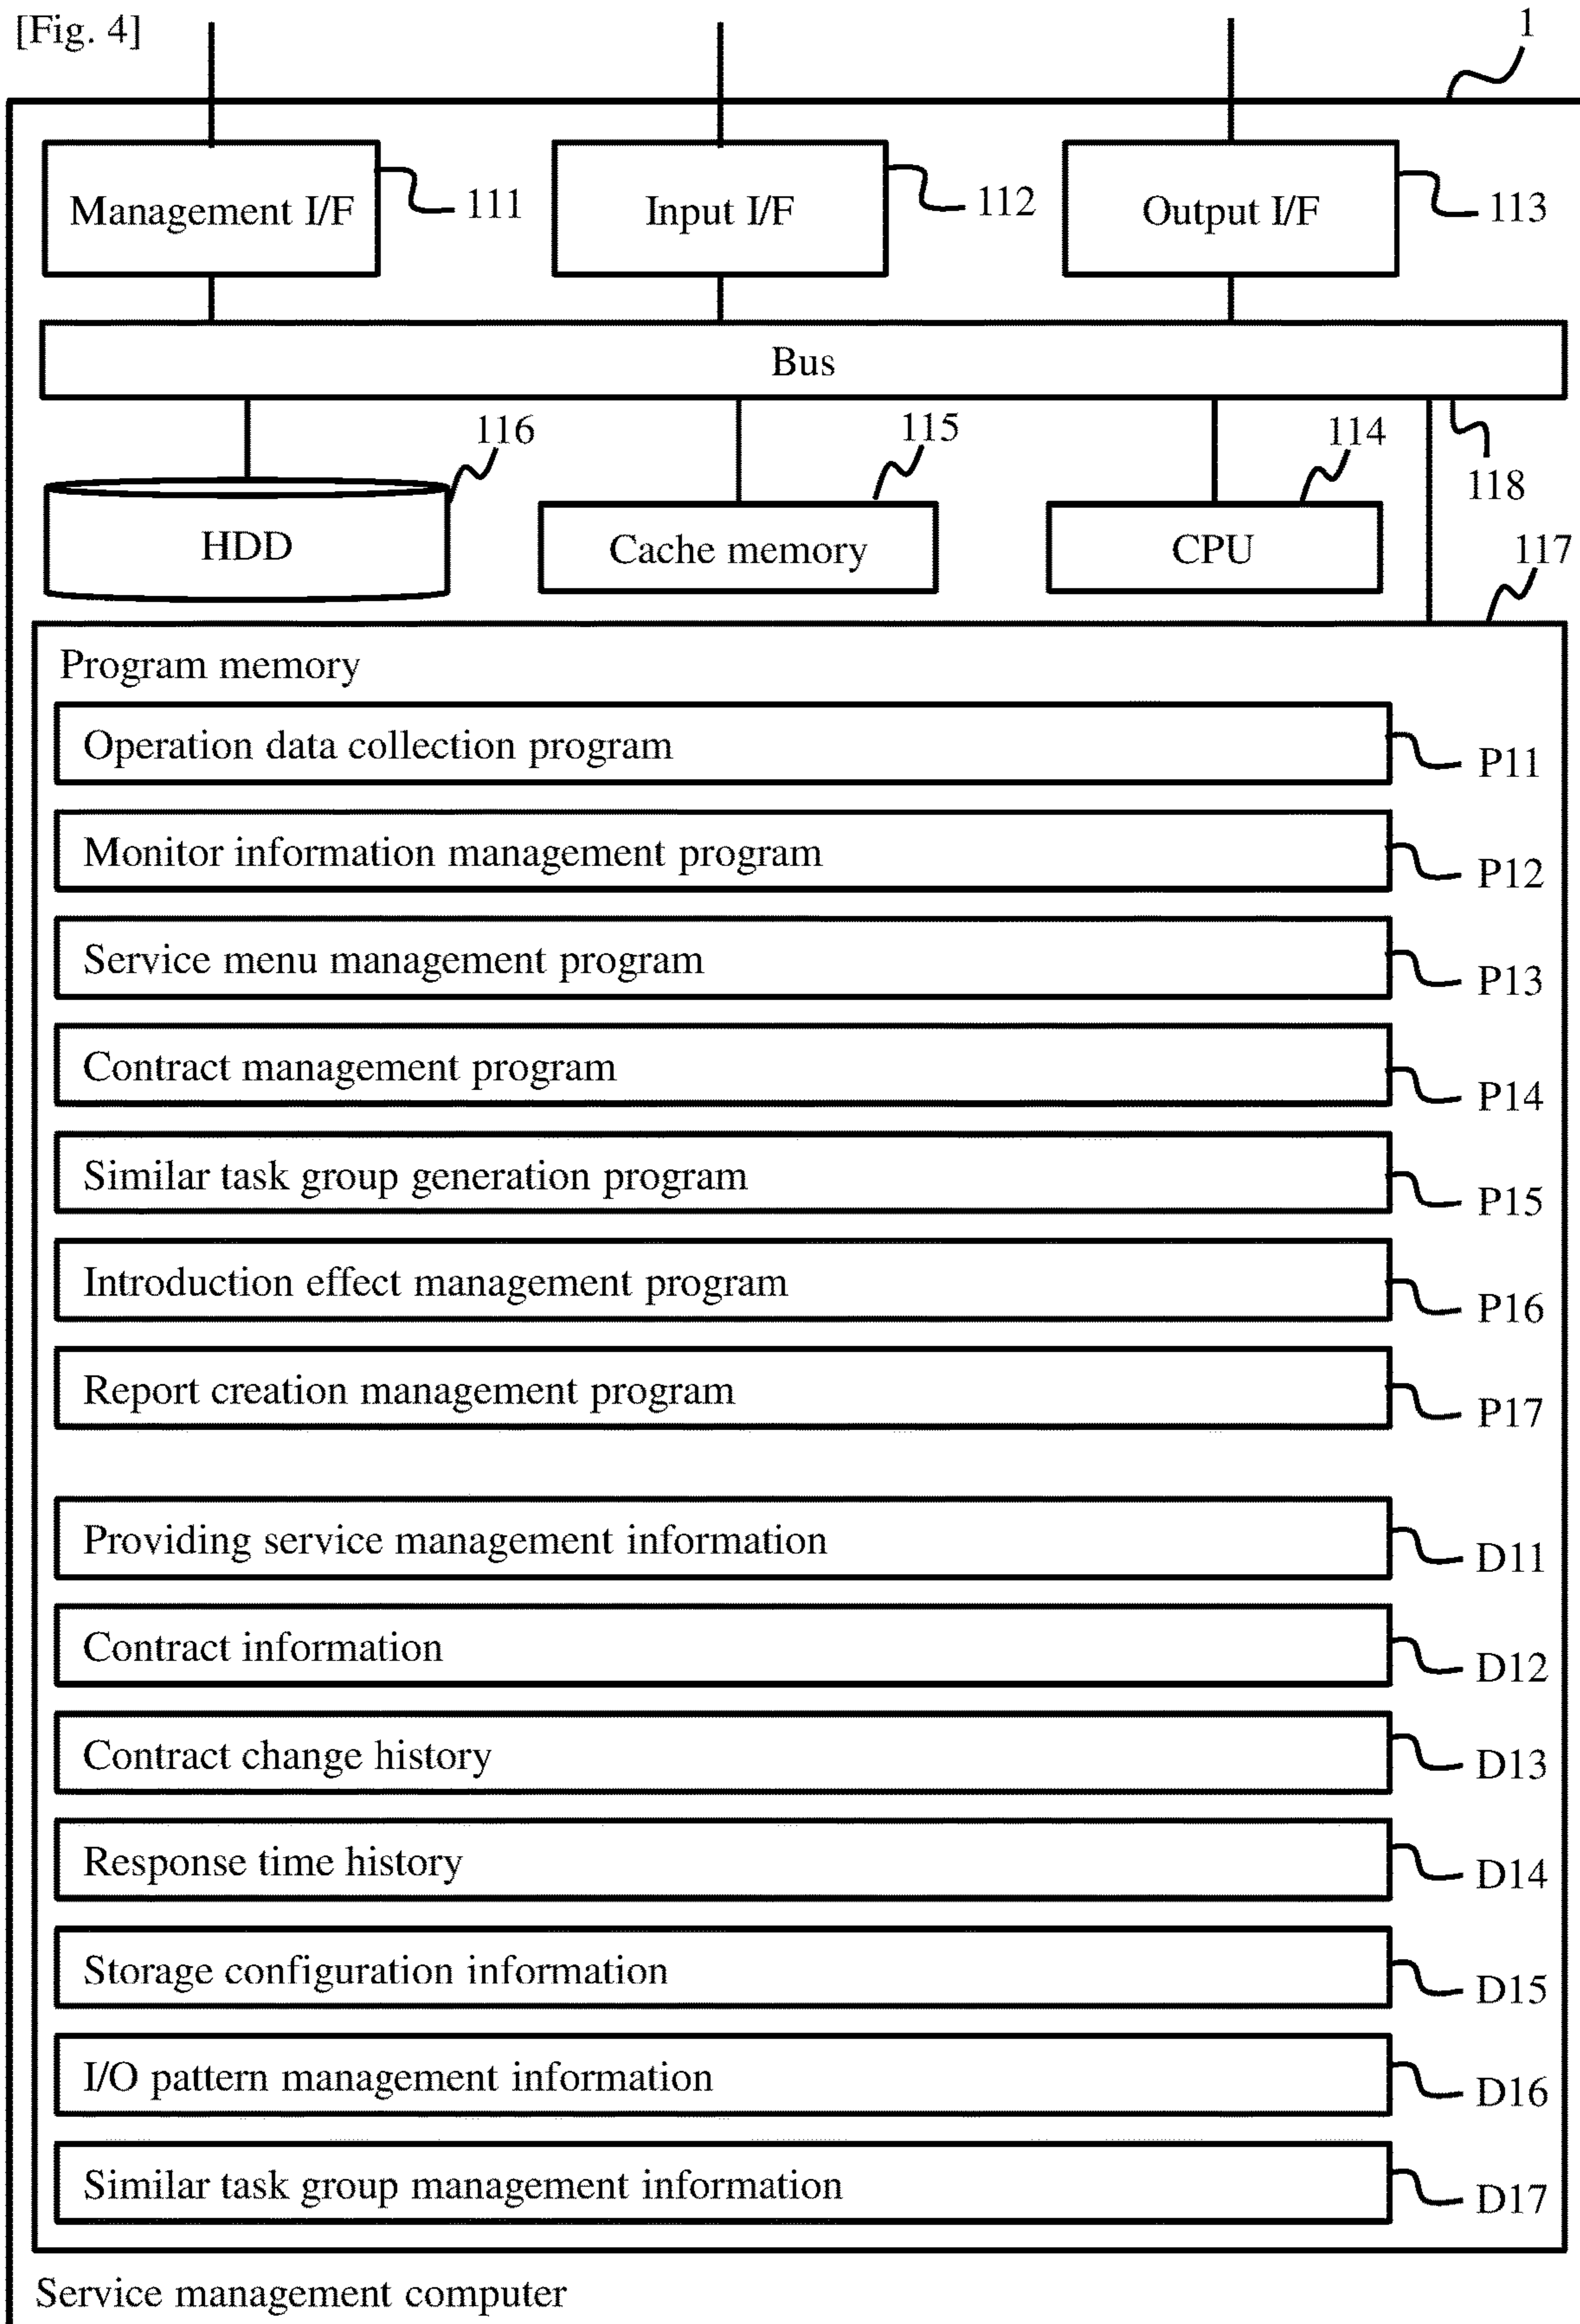 [Fig. 4]
1
Management I/F
111
Input I/F
112
Output I/F
113
Bus
116
115
114
118
HDD
Cache memory
CPU
117
Program memory
Operation data collection program
P11
Monitor information management program
P12
Service menu management program
P13
Contract management program
P14
Similar task group generation program
P15
Introduction effect management program
P16
Report creation management program
P17
Providing service management information
D11
Contract information
D12
Contract change history
D13
Response time history
D14
Storage configuration information
D15
I/O pattern management information
D16
Similar task group management information
D17
Service management computer